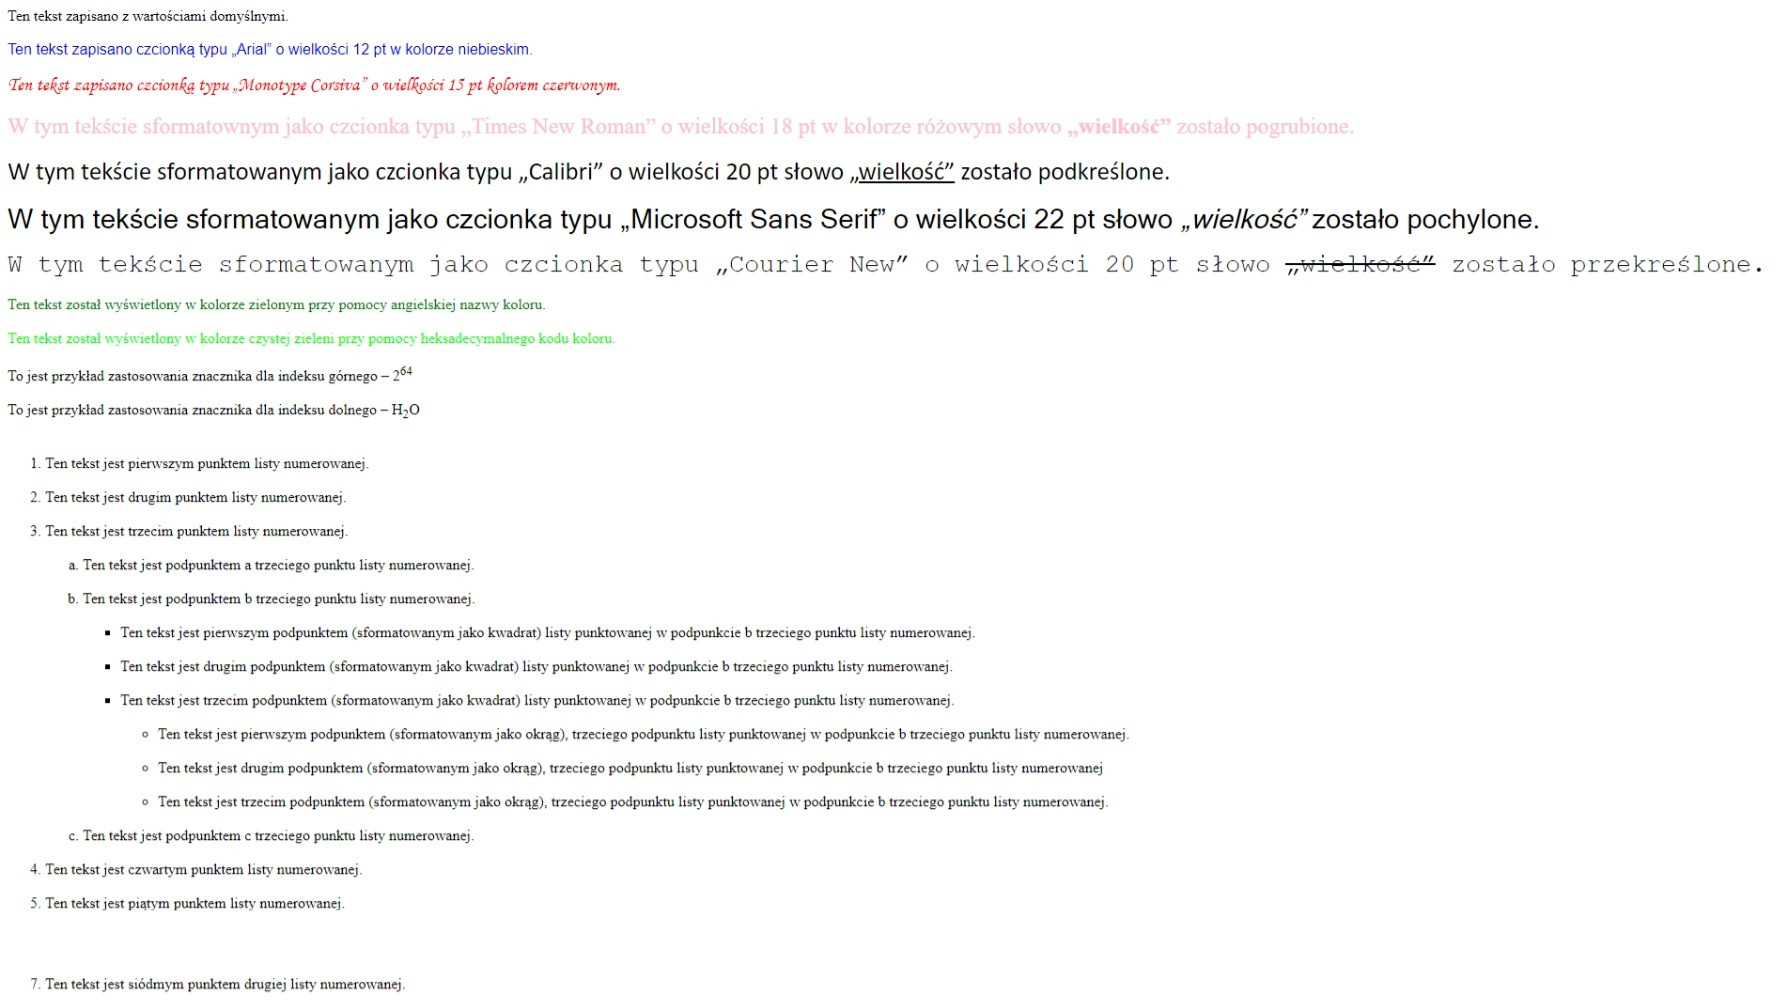 Ten tekst zapisano z wartościami domyślnymi.
Ten tekst zapisano czcionką typu „Arial” o wielkości 12 pt w kolorze niebieskim.
Ten tekst zapisano czcionką typu „Monotype Corsiva” o wielkości 15 pt kolorem czerwonym.
W tym tekście sformatownym jako czcionka typu „Times New Roman” o wielkości 18 pt w kolorze różowym słowo „wielkość” zostało pogrubione.
W tym tekście sformatowanym jako czcionka typu „Calibri” o wielkości 20 pt słowo „wielkość” zostało podkreślone.
W tym tekście sformatowanym jako czcionka typu „Microsoft Sans Serif” o wielkości 22 pt słowo „wielkość” zostało pochylone.
W tym tekście sformatowanym jako czcionka typu „Courier New” o wielkości 20 pt słowo „wielkość” zostało przekreślone.
Ten tekst został wyświetlony w kolorze zielonym przy pomocy angielskiej nazwy koloru.
Ten tekst został wyświetlony w kolorze czystej zieleni przy pomocy heksadecymalnego kodu koloru.
To jest przykład zastosowania znacznika dla indeksu górnego – 2⁶⁴
To jest przykład zastosowania znacznika dla indeksu dolnego – H₂O
1. Ten tekst jest pierwszym punktem listy numerowanej.
2. Ten tekst jest drugim punktem listy numerowanej.
3. Ten tekst jest trzecim punktem listy numerowanej.
a. Ten tekst jest podpunktem a trzeciego punktu listy numerowanej.
b. Ten tekst jest podpunktem b trzeciego punktu listy numerowanej.
▪ Ten tekst jest pierwszym podpunktem (sformatowanym jako kwadrat) listy punktowanej w podpunkcie b trzeciego punktu listy numerowanej.
▪ Ten tekst jest drugim podpunktem (sformatowanym jako kwadrat) listy punktowanej w podpunkcie b trzeciego punktu listy numerowanej.
▪ Ten tekst jest trzecim podpunktem (sformatowanym jako kwadrat) listy punktowanej w podpunkcie b trzeciego punktu listy numerowanej.
◦ Ten tekst jest pierwszym podpunktem (sformatowanym jako okrąg), trzeciego podpunktu listy punktowanej w podpunkcie b trzeciego punktu listy numerowanej.
◦ Ten tekst jest drugim podpunktem (sformatowanym jako okrąg), trzeciego podpunktu listy punktowanej w podpunkcie b trzeciego punktu listy numerowanej
◦ Ten tekst jest trzecim podpunktem (sformatowanym jako okrąg), trzeciego podpunktu listy punktowanej w podpunkcie b trzeciego punktu listy numerowanej.
c. Ten tekst jest podpunktem c trzeciego punktu listy numerowanej.
4. Ten tekst jest czwartym punktem listy numerowanej.
5. Ten tekst jest piątym punktem listy numerowanej.
7. Ten tekst jest siódmym punktem drugiej listy numerowanej.